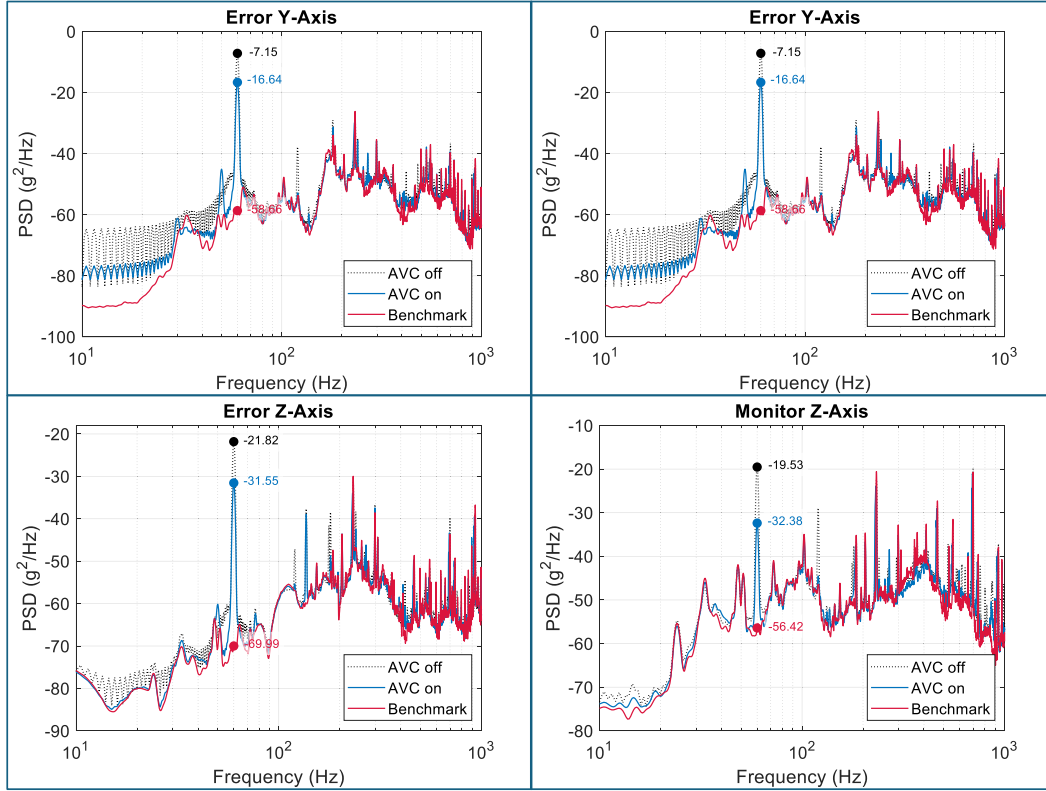 Error Y-Axis
0
-20
-40
-60
-80
-100
PSD (g²/Hz)
-7.15
-16.64
-58.66
AVC off
AVC on
Benchmark
10¹
10²
10³
Frequency (Hz)
Error Y-Axis
0
-20
-40
-60
-80
-100
PSD (g²/Hz)
-7.15
-16.64
-58.66
AVC off
AVC on
Benchmark
10¹
10²
10³
Frequency (Hz)
Error Z-Axis
-20
-30
-40
-50
-60
-70
-80
-90
PSD (g²/Hz)
-21.82
-31.55
-69.99
AVC off
AVC on
Benchmark
10¹
10²
10³
Frequency (Hz)
Monitor Z-Axis
-10
-20
-30
-40
-50
-60
-70
-80
PSD (g²/Hz)
-19.53
-32.38
-56.42
AVC off
AVC on
Benchmark
10¹
10²
10³
Frequency (Hz)